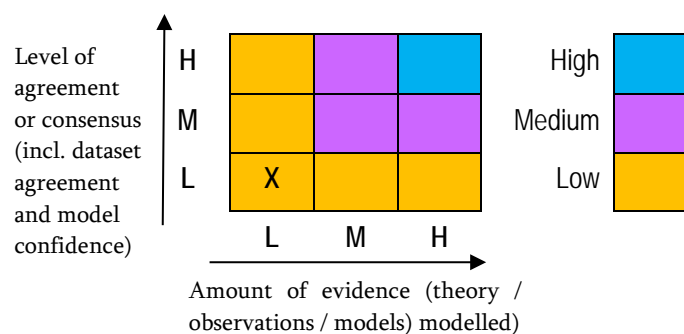 Level of
agreement
or consensus
(incl. dataset
agreement
and model
confidence)
H
M
L
X
L M H
Amount of evidence (theory /
observations / models) modelled)
High
Medium
Low